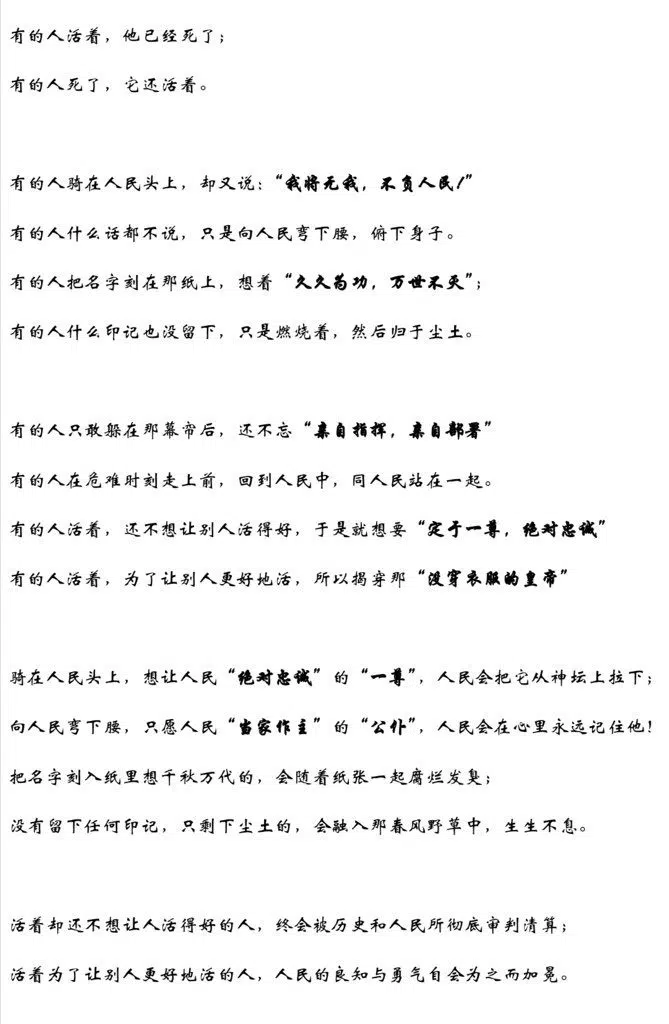 有的人活着，他已经死了；
有的人死了，它还活着。
有的人骑在人民头上，却又说：“我将无我，不负人民！”
有的人什么话都不说，只是向人民弯下腰，俯下身子。
有的人把名字刻在那纸上，想着“久久为功，万世不灭”；
有的人什么印记也没留下，只是燃烧着，然后归于尘土。
有的人只敢躲在那幕帘后，还不忘“亲自指挥，亲自部署”
有的人在危难时刻走上前，回到人民中，同人民站在一起。
有的人活着，还不想让别人活得好，于是就想要“定于一尊，绝对忠诚”
有的人活着，为了让别人更好地活，所以揭穿那“没穿衣服的皇帝”
骑在人民头上，想让人民“绝对忠诚”的“一尊”，人民会把它从神坛上拉下；
向人民弯下腰，只愿人民“当家作主”的“公仆”，人民会在心里永远记住他！
把名字刻入纸里想千秋万代的，会随着纸张一起腐烂发臭；
没有留下任何印记，只剩下尘土的，会融入那春风野草中，生生不息。
活着却还不想让人活得好的人，终会被历史和人民所彻底审判清算；
活着为了让别人更好地活的人，人民的良知与勇气自会为之而加冕。